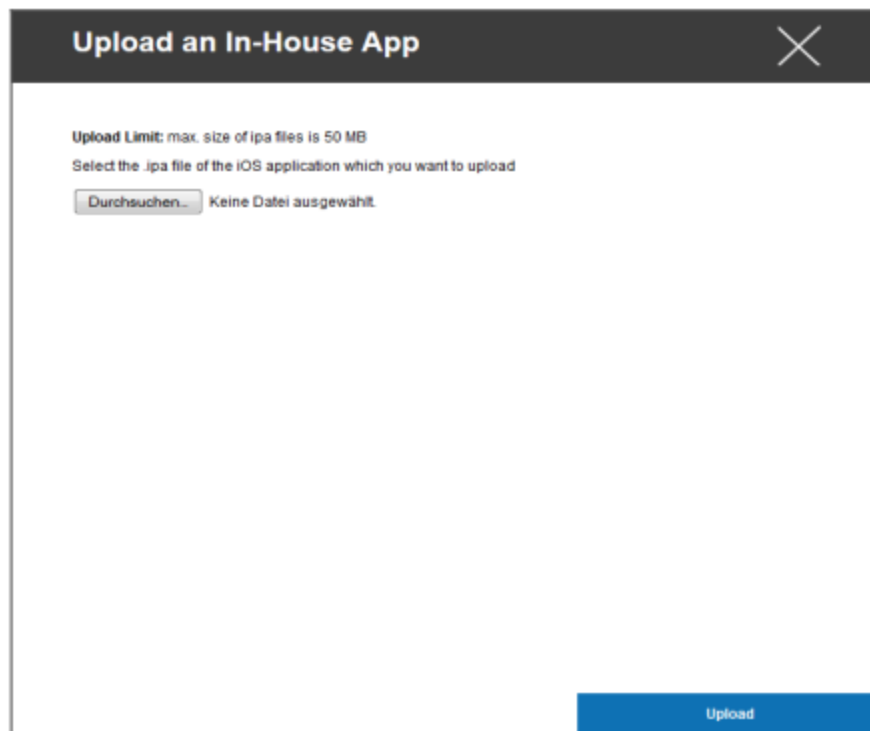 Upload an In-House App
Upload Limit: max. size of ipa files is 50 MB
Select the .ipa file of the iOS application which you want to upload
Durchsuchen... Keine Datei ausgewählt.
Upload